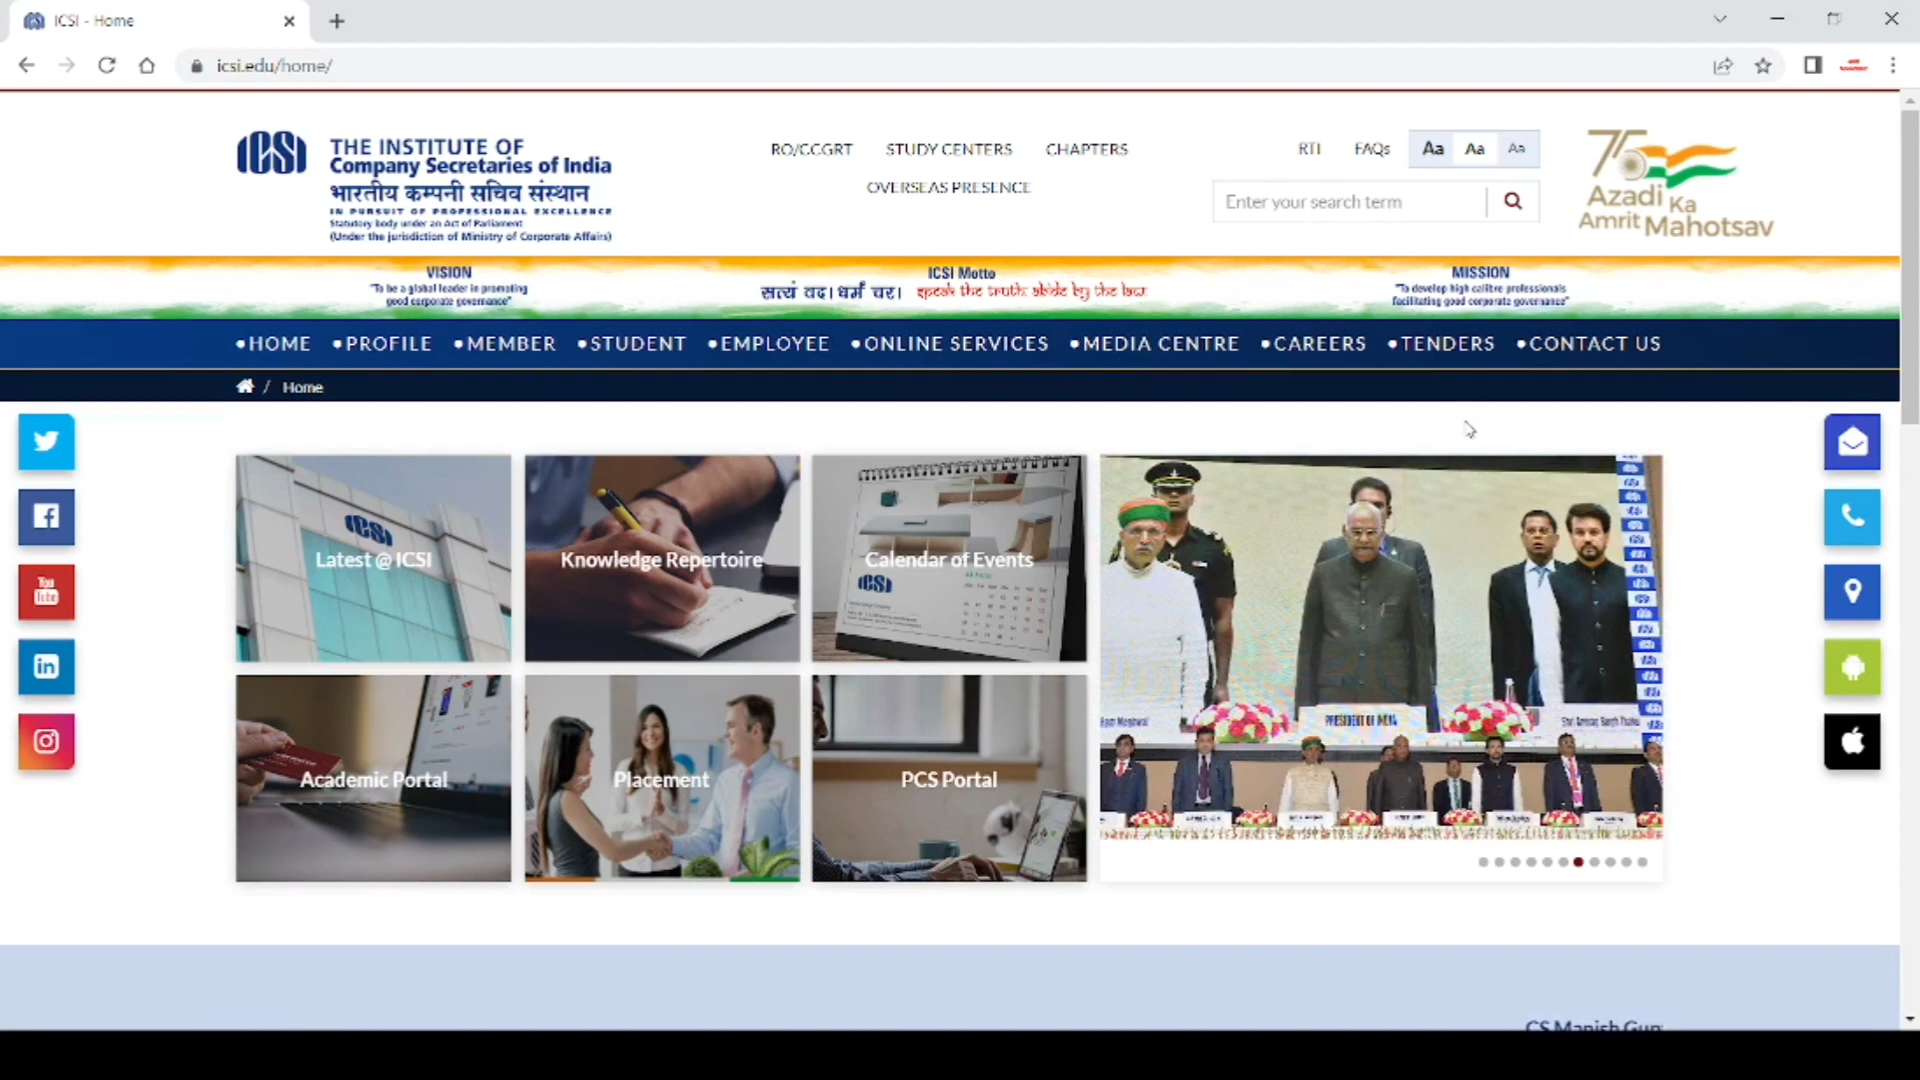 ICSI - Home
icsi.edu/home/
ICSI
THE INSTITUTE OF
Company Secretaries of India
भारतीय कम्पनी सचिव संस्थान
IN PURSUIT OF PROFESSIONAL EXCELLENCE
Statutory body under an Act of Parliament
(Under the jurisdiction of Ministry of Corporate Affairs)
RO/CCGRT STUDY CENTERS CHAPTERS
OVERSEAS PRESENCE
RTI FAQs Aa Aa Aa
Enter your search term
75
Azadi Ka
Amrit Mahotsav
VISION
"To be a global leader in promoting
good corporate governance"
ICSI Motto
सत्यं वद। धर्मं चर। speak the truth. abide by the law.
MISSION
"To develop high calibre professionals
facilitating good corporate governance"
•HOME •PROFILE •MEMBER •STUDENT •EMPLOYEE •ONLINE SERVICES •MEDIA CENTRE •CAREERS •TENDERS •CONTACT US
/ Home
ICSI
Latest @ ICSI
Knowledge Repertoire
Calendar of Events
ICSI
PRESIDENT OF INDIA
Academic Portal
Placement
PCS Portal
You
Tube
in
CS Manish Gup